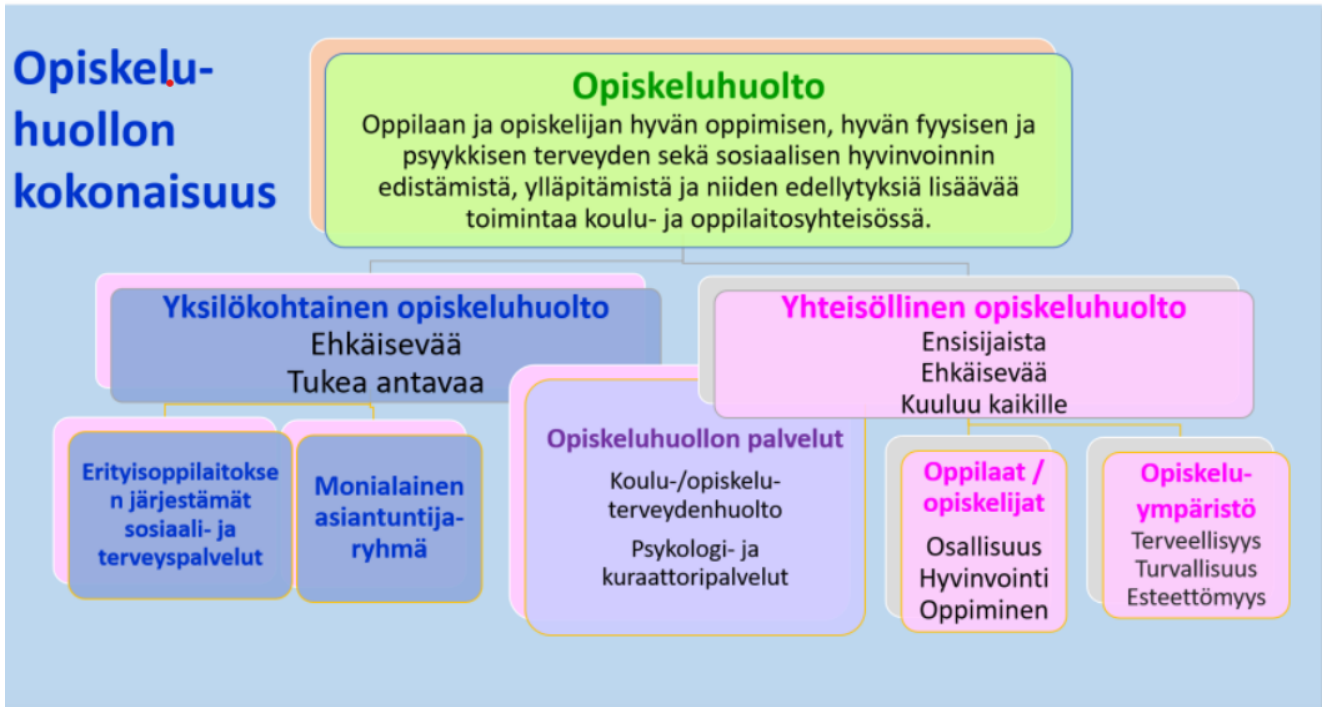 Opiskelu-
huollon
kokonaisuus
Opiskeluhuolto
Oppilaan ja opiskelijan hyvän oppimisen, hyvän fyysisen ja
psyykkisen terveyden sekä sosiaalisen hyvinvoinnin
edistämistä, ylläpitämistä ja niiden edellytyksiä lisäävää
toimintaa koulu- ja oppilaitosyhteisössä.
Yksilökohtainen opiskeluhuolto
Ehkäisevää
Tukea antavaa
Yhteisöllinen opiskeluhuolto
Ensisijaista
Ehkäisevää
Kuuluu kaikille
Erityisoppilaitokse
n järjestämät
sosiaali- ja
terveyspalvelut
Monialainen
asiantuntija-
ryhmä
Opiskeluhuollon palvelut
Koulu-/opiskelu-
terveydenhuolto
Psykologi- ja
kuraattoripalvelut
Oppilaat /
opiskelijat
Osallisuus
Hyvinvointi
Oppiminen
Opiskelu-
ympäristö
Terveellisyys
Turvallisuus
Esteettömyys